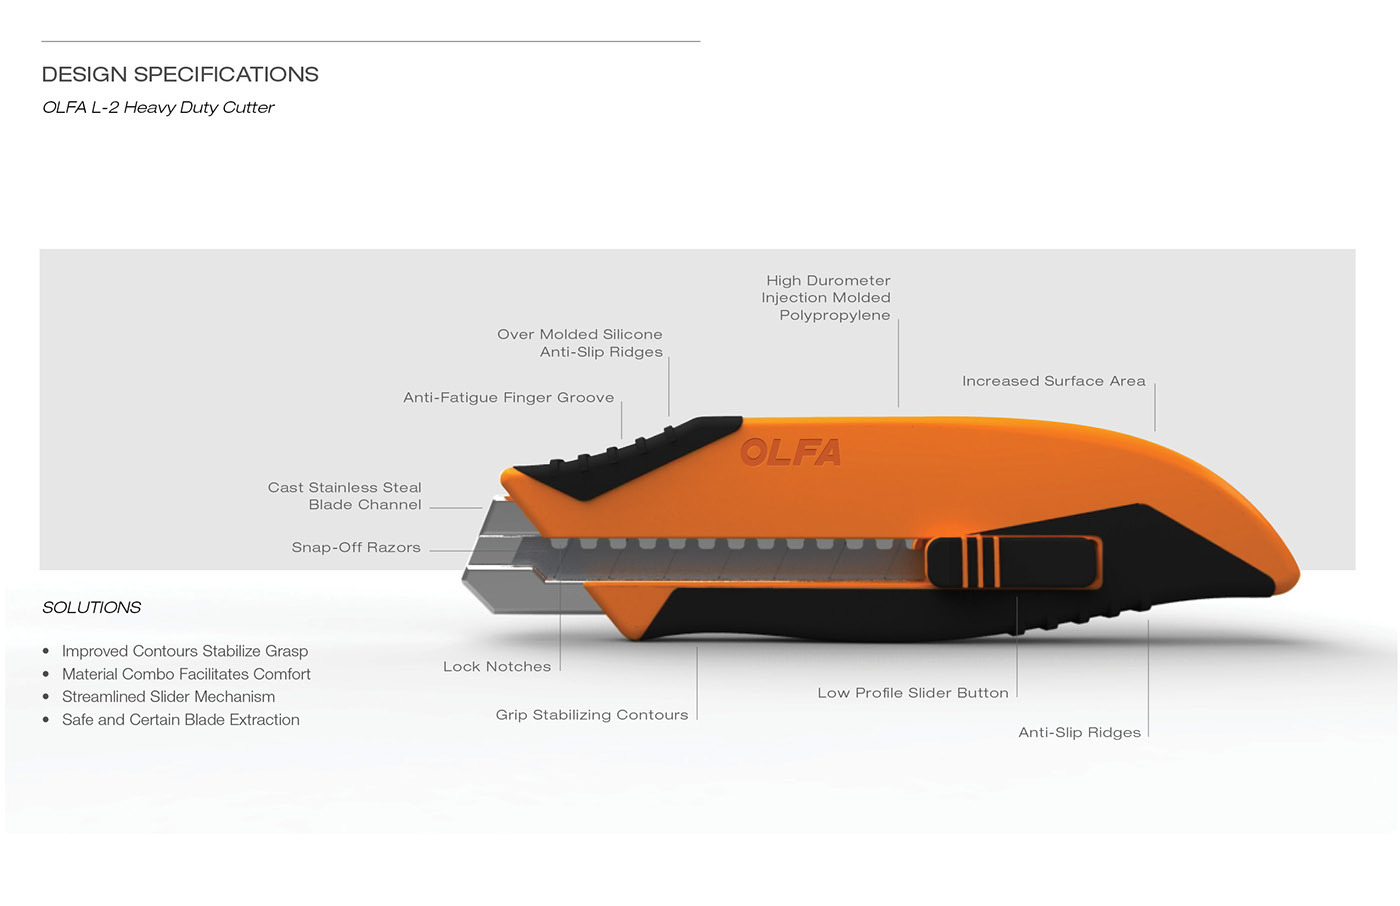 DESIGN SPECIFICATIONS
OLFA L-2 Heavy Duty Cutter
High Durometer
Injection Molded
Polypropylene
Over Molded Silicone
Anti-Slip Ridges
Increased Surface Area
Anti-Fatigue Finger Groove
OLFA
Cast Stainless Steal
Blade Channel
Snap-Off Razors
SOLUTIONS
• Improved Contours Stabilize Grasp
• Material Combo Facilitates Comfort
• Streamlined Slider Mechanism
• Safe and Certain Blade Extraction
Lock Notches
Grip Stabilizing Contours
Low Profile Slider Button
Anti-Slip Ridges